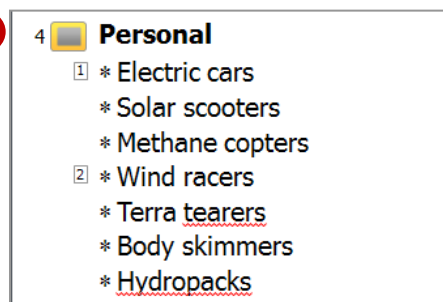 4 Personal
1 * Electric cars
* Solar scooters
* Methane copters
2 * Wind racers
* Terra tearers
* Body skimmers
* Hydropacks